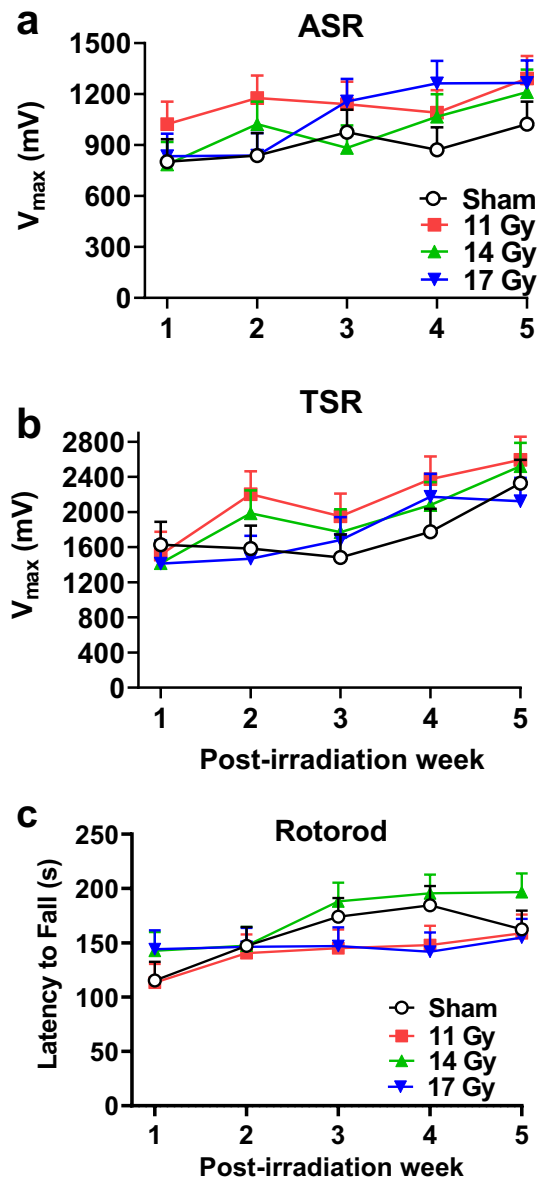 a
ASR
V_max (mV)
1500
1200
900
600
300
0
Sham
11 Gy
14 Gy
17 Gy
1 2 3 4 5
b
TSR
V_max (mV)
2800
2400
2000
1600
1200
800
400
0
1 2 3 4 5
Post-irradiation week
c
Rotorod
Latency to Fall (s)
250
200
150
100
50
0
Sham
11 Gy
14 Gy
17 Gy
1 2 3 4 5
Post-irradiation week